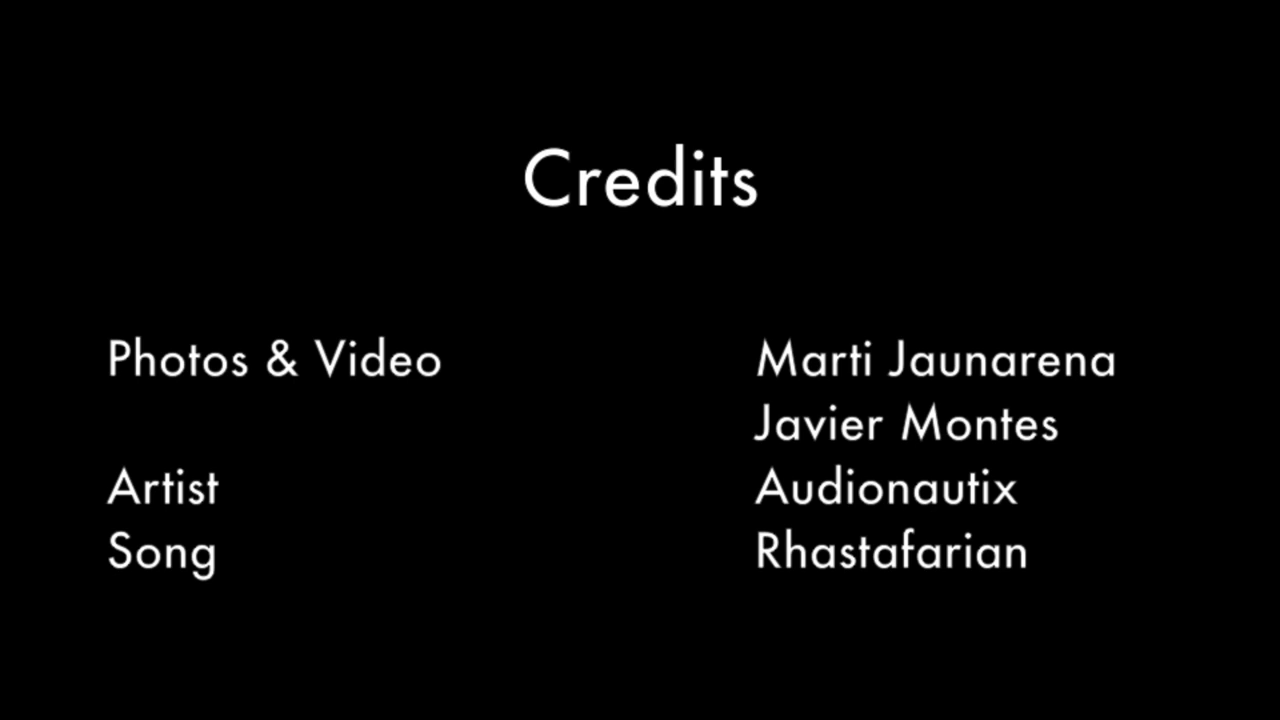 Credits
Photos & Video Marti Jaunarena
Javier Montes
Artist Audionautix
Song Rhastafarian